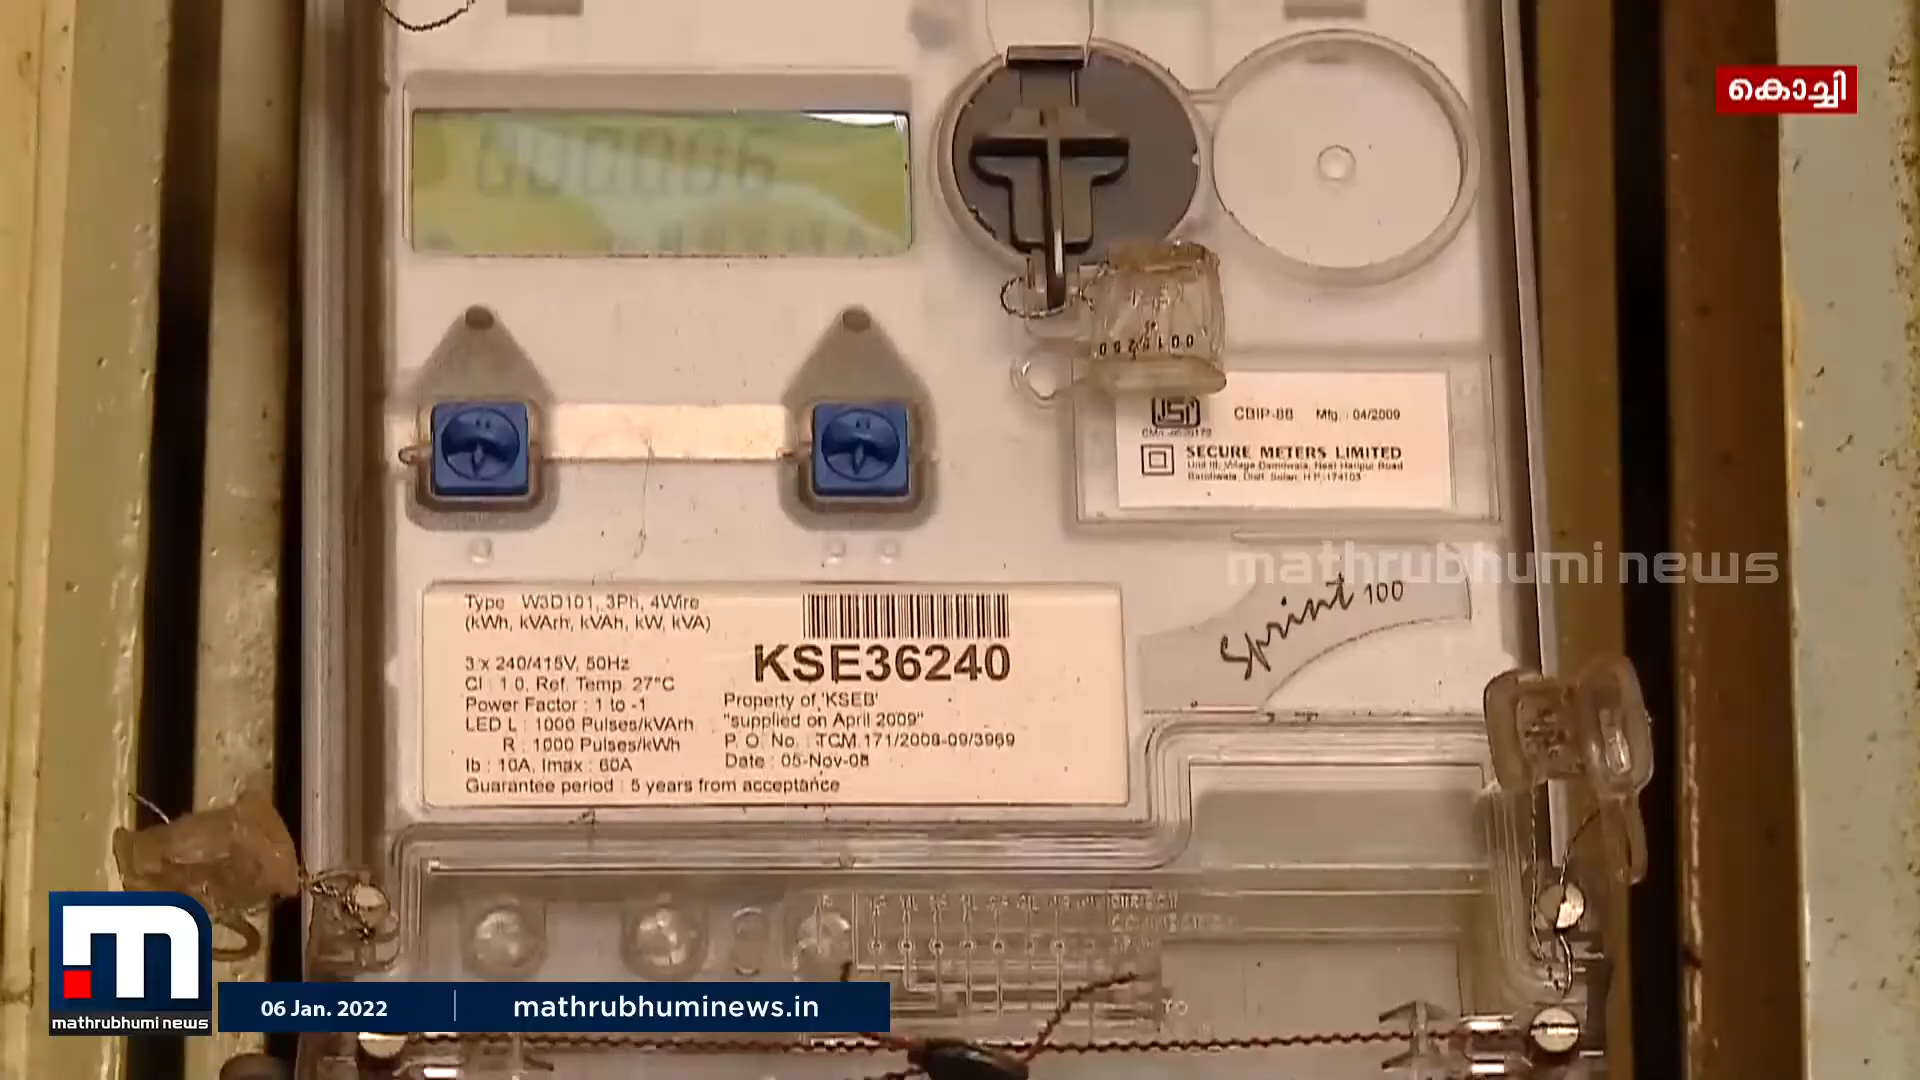 കൊച്ചി
CBIP-88 Mfg. : 04/2009
SECURE METERS LIMITED
mathrubhumi news
Sprint 100
Type W3D101, 3Ph, 4Wire
(kWh, kVArh, kVAh, kW, kVA)
KSE36240
3 x 240/415V, 50Hz
Cl : 1.0, Ref. Temp. 27°C
Power Factor : 1 to -1
LED L : 1000 Pulses/kVArh
R : 1000 Pulses/kWh
Ib : 10A, Imax : 60A
Guarantee period : 5 years from acceptance
Property of 'KSEB'
"supplied on April 2009"
P. O. No. : TCM.171/2008-09/3969
Date : 05-Nov-08
DIRECT
TO
mathrubhumi news
06 Jan. 2022
mathrubhuminews.in